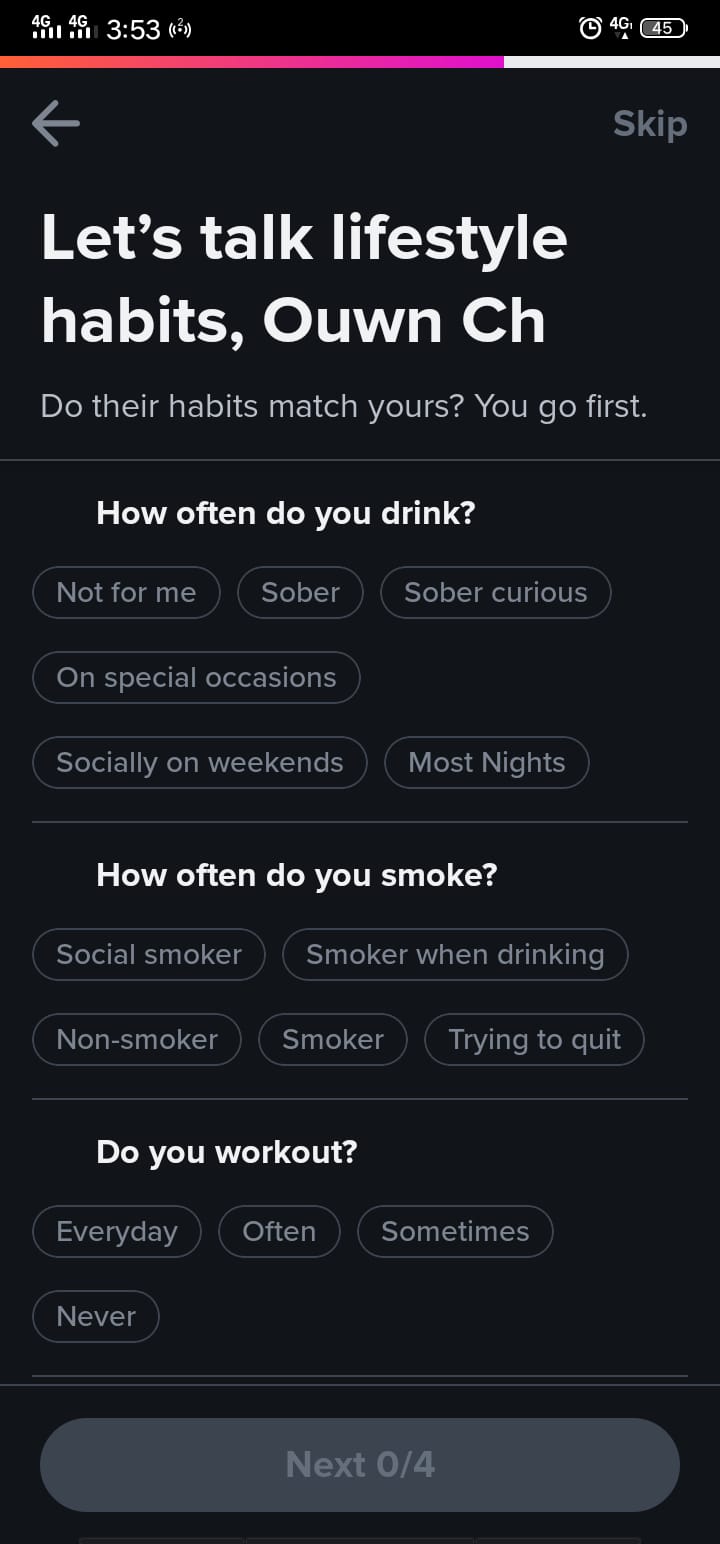 4G 4G 3:53 2 4G 45
Skip
Let’s talk lifestyle
habits, Ouwn Ch
Do their habits match yours? You go first.
How often do you drink?
Not for me Sober Sober curious
On special occasions
Socially on weekends Most Nights
How often do you smoke?
Social smoker Smoker when drinking
Non-smoker Smoker Trying to quit
Do you workout?
Everyday Often Sometimes
Never
Next 0/4